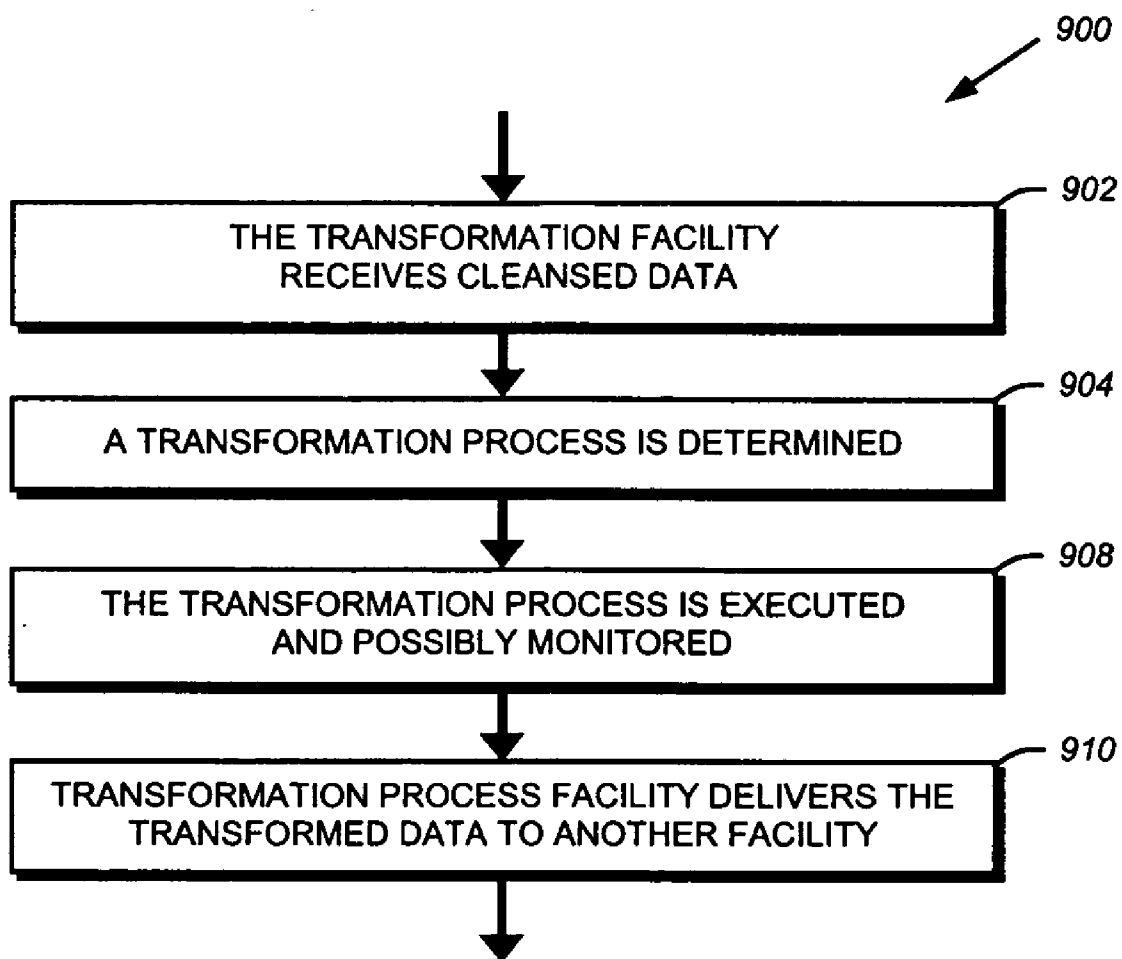 900
902
THE TRANSFORMATION FACILITY
RECEIVES CLEANSED DATA
904
A TRANSFORMATION PROCESS IS DETERMINED
908
THE TRANSFORMATION PROCESS IS EXECUTED
AND POSSIBLY MONITORED
910
TRANSFORMATION PROCESS FACILITY DELIVERS THE
TRANSFORMED DATA TO ANOTHER FACILITY